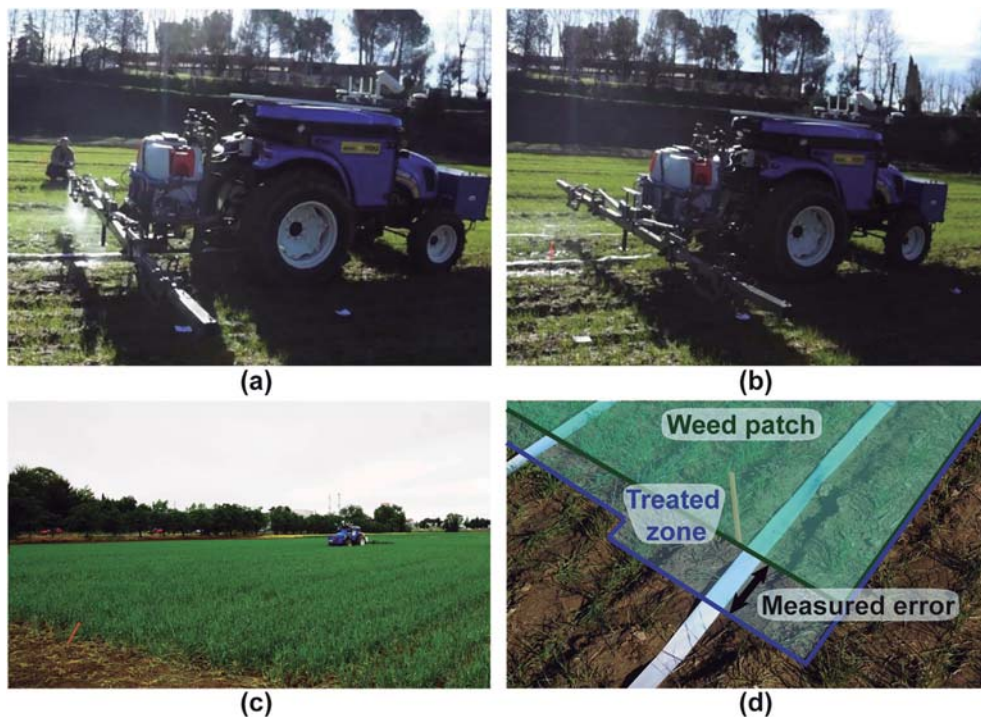 (a)
(b)
Weed patch
Treated
zone
Measured error
(c)
(d)